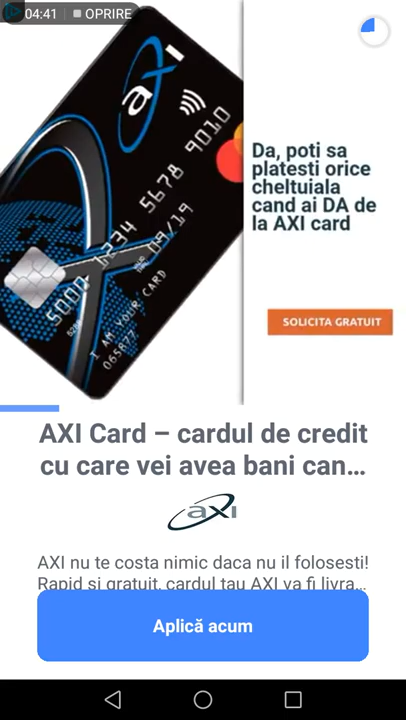 04:41
OPRIRE
axi
5000 1234 5678 9010
09/19
I AM YOUR CARD
065877
Da, poti sa
platesti orice
cheltuiala
cand ai DA de
la AXI card
SOLICITA GRATUIT
AXI Card – cardul de credit
cu care vei avea bani can...
axi
AXI nu te costa nimic daca nu il folosesti!
Rapid si gratuit, cardul tau AXI va fi livra...
Aplică acum